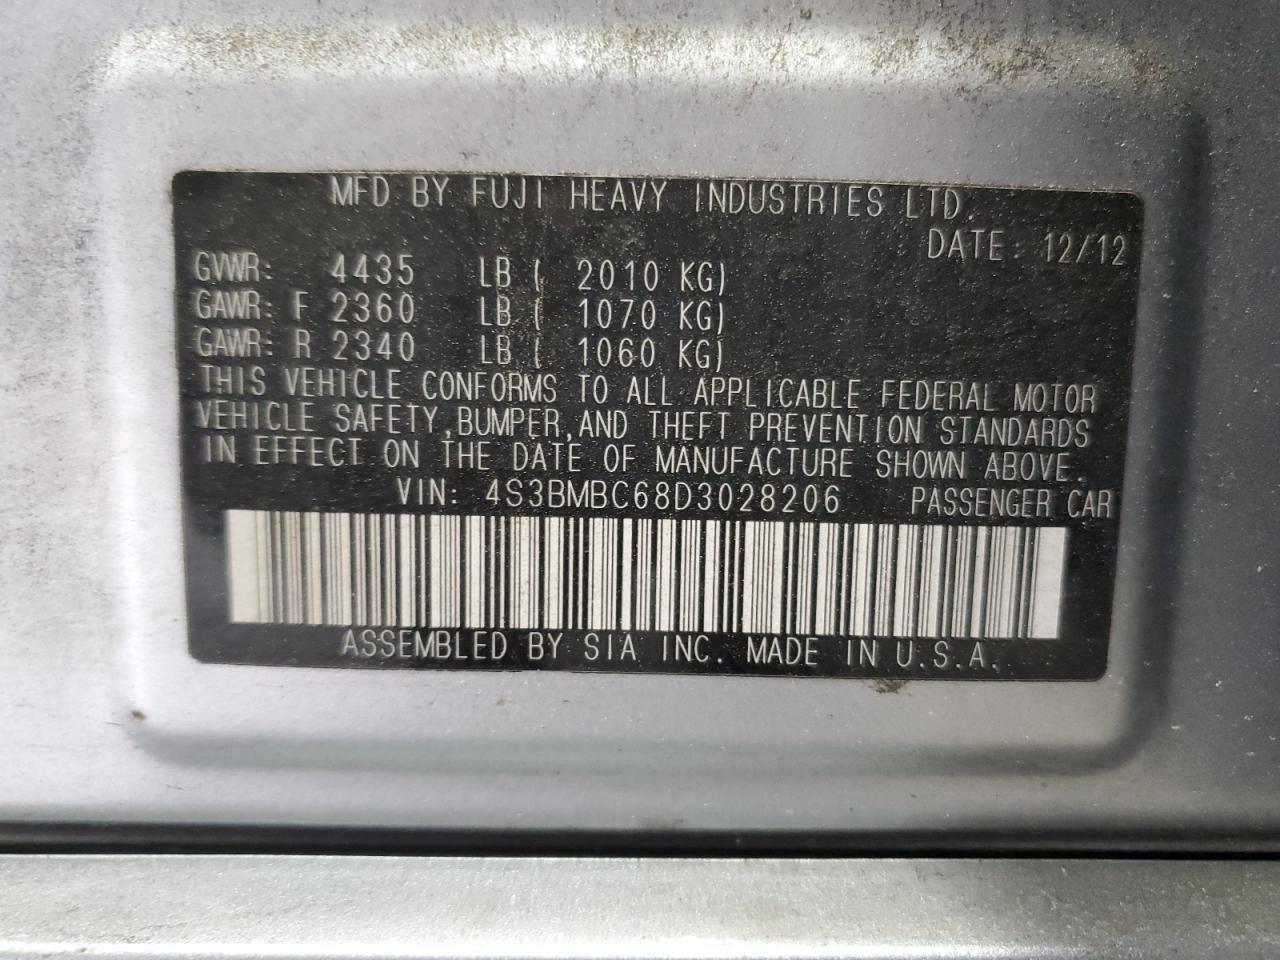 MFD BY FUJI HEAVY INDUSTRIES LTD.
DATE: 12/12
GVWR: 4435 LB ( 2010 KG)
GAWR: F 2360 LB ( 1070 KG)
GAWR: R 2340 LB ( 1060 KG)
THIS VEHICLE CONFORMS TO ALL APPLICABLE FEDERAL MOTOR
VEHICLE SAFETY, BUMPER, AND THEFT PREVENTION STANDARDS
IN EFFECT ON THE DATE OF MANUFACTURE SHOWN ABOVE.
VIN: 4S3BMBC68D3028206 PASSENGER CAR
ASSEMBLED BY SIA INC. MADE IN U.S.A.